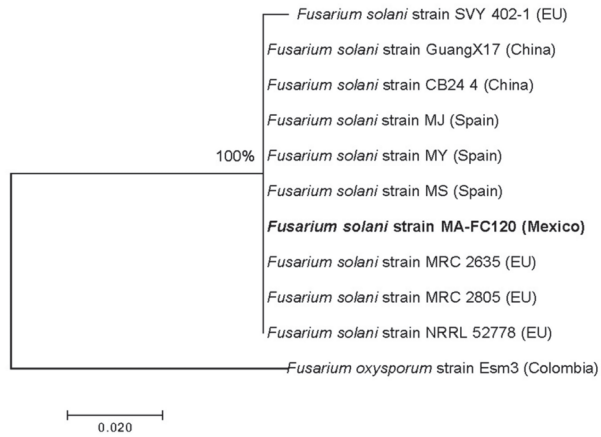 Fusarium solani strain SVY 402-1 (EU)
Fusarium solani strain GuangX17 (China)
Fusarium solani strain CB24 4 (China)
Fusarium solani strain MJ (Spain)
100%
Fusarium solani strain MY (Spain)
Fusarium solani strain MS (Spain)
Fusarium solani strain MA-FC120 (Mexico)
Fusarium solani strain MRC 2635 (EU)
Fusarium solani strain MRC 2805 (EU)
Fusarium solani strain NRRL 52778 (EU)
Fusarium oxysporum strain Esm3 (Colombia)
0.020